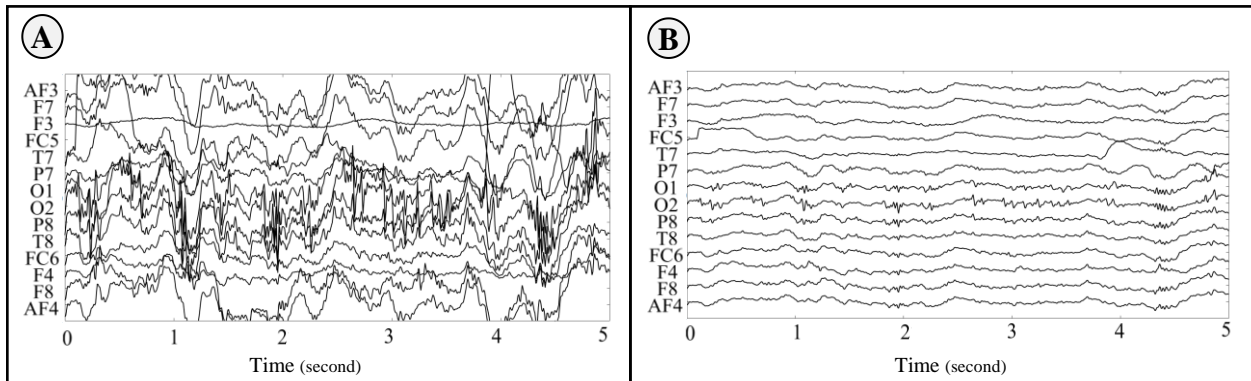 A
AF3
F7
F3
FC5
T7
P7
O1
O2
P8
T8
FC6
F4
F8
AF4
0 1 2 3 4 5
Time (second)
B
AF3
F7
F3
FC5
T7
P7
O1
O2
P8
T8
FC6
F4
F8
AF4
0 1 2 3 4 5
Time (second)